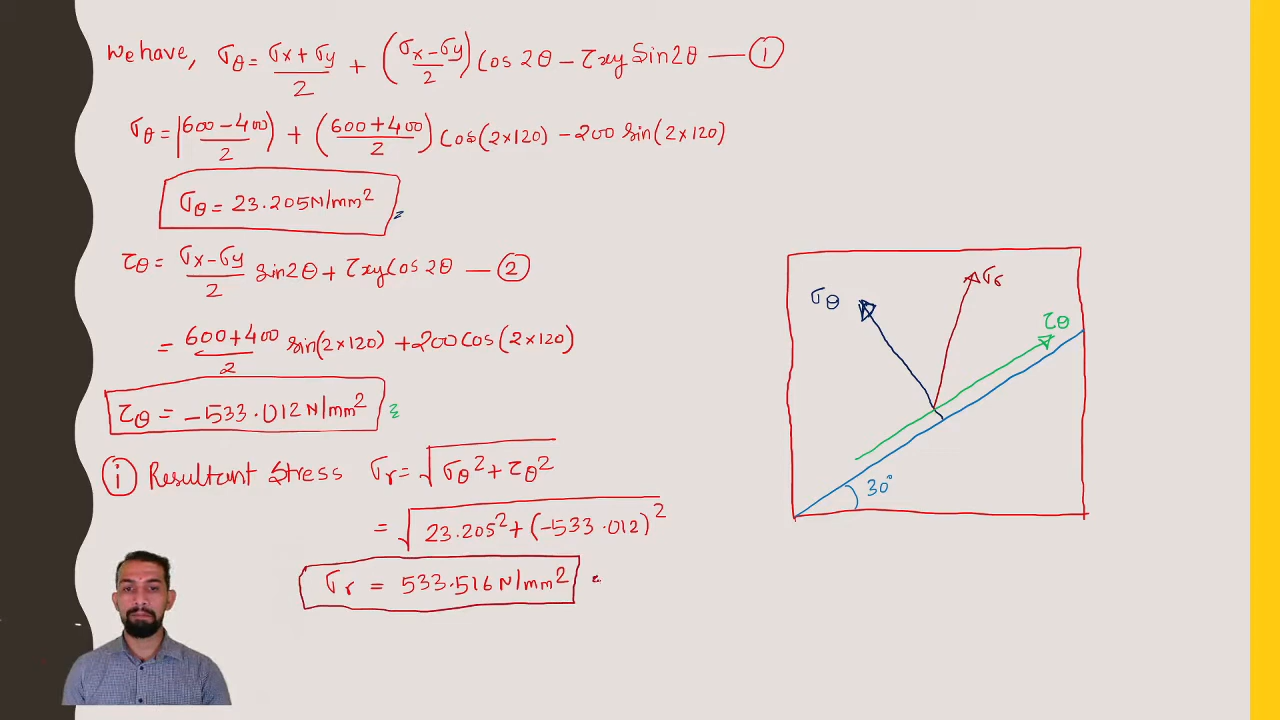 We have, σθ = σx + σy / 2 + (σx − σy / 2) Cos 2θ − τxy Sin 2θ — ①
σθ = (600 − 400 / 2) + (600 + 400 / 2) Cos(2×120) − 200 sin(2×120)
σθ = 23.205N/mm²
τθ = σx − σy / 2 sin2θ + τxy Cos 2θ — ②
= 600 + 400 / 2 sin(2×120) + 200 Cos(2×120)
τθ = −533.012 N/mm²
ⓘ Resultant Stress σr = √σθ² + τθ²
= √23.205² + (−533.012)²
σr = 533.516 N/mm²
σr
σθ
τθ
30°